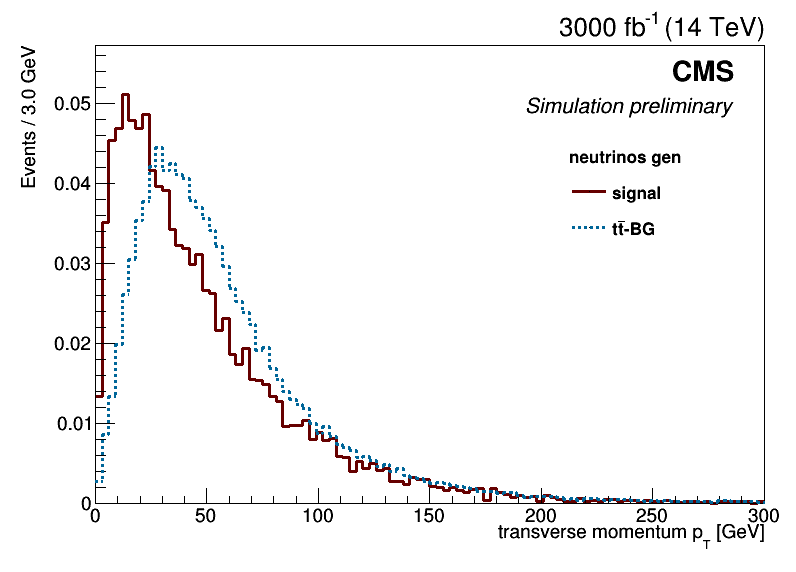 3000 fb⁻¹ (14 TeV)
CMS
Simulation preliminary
neutrinos gen
signal
tt̄-BG
Events / 3.0 GeV
0.05
0.04
0.03
0.02
0.01
0
0 50 100 150 200 250 300
transverse momentum p_T [GeV]